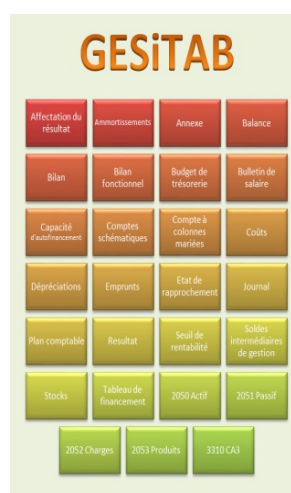 GESiTAB
Affectation du
résultat
Ammortissements
Annexe
Balance
Bilan
Bilan
fonctionnel
Budget de
trésorerie
Bulletin de
salaire
Capacité
d'autofinancement
Comptes
schématiques
Compte à
colonnes
mariées
Coûts
Dépréciations
Emprunts
Etat de
rapprochement
Journal
Plan comptable
Resultat
Seuil de
rentabilité
Soldes
intermédiaires
de gestion
Stocks
Tableau de
financement
2050 Actif
2051 Passif
2052 Charges
2053 Produits
3310 CA3